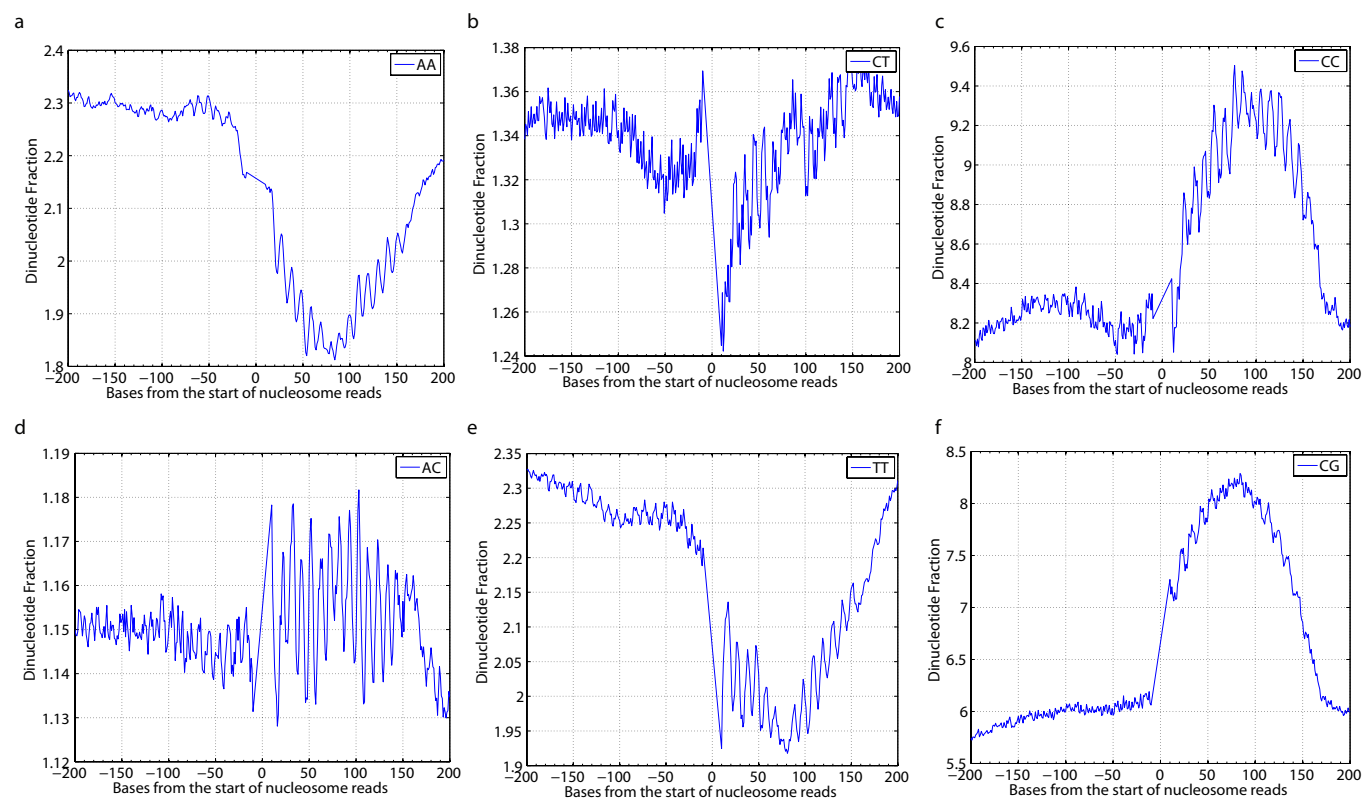 a
b
c
2.4
2.3
2.2
2.1
2
1.9
1.8
−200 −150 −100 −50 0 50 100 150 200
Dinucleotide Fraction
Bases from the start of nucleosome reads
AA
1.38
1.36
1.34
1.32
1.3
1.28
1.26
1.24
−200 −150 −100 −50 0 50 100 150 200
Dinucleotide Fraction
Bases from the start of nucleosome reads
CT
9.6
9.4
9.2
9
8.8
8.6
8.4
8.2
8
−200 −150 −100 −50 0 50 100 150 200
Dinucleotide Fraction
Bases from the start of nucleosome reads
CC
d
e
f
1.19
1.18
1.17
1.16
1.15
1.14
1.13
1.12
−200 −150 −100 −50 0 50 100 150 200
Dinucleotide Fraction
Bases from the start of nucleosome reads
AC
2.35
2.3
2.25
2.2
2.15
2.1
2.05
2
1.95
1.9
−200 −150 −100 −50 0 50 100 150 200
Dinucleotide Fraction
Bases from the start of nucleosome reads
TT
8.5
8
7.5
7
6.5
6
5.5
−200 −150 −100 −50 0 50 100 150 200
Dinucleotide Fraction
Bases from the start of nucleosome reads
CG